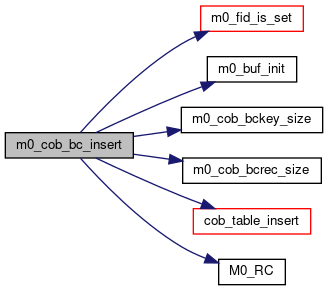 m0_cob_bc_insert
m0_fid_is_set
m0_buf_init
m0_cob_bckey_size
m0_cob_bcrec_size
cob_table_insert
M0_RC